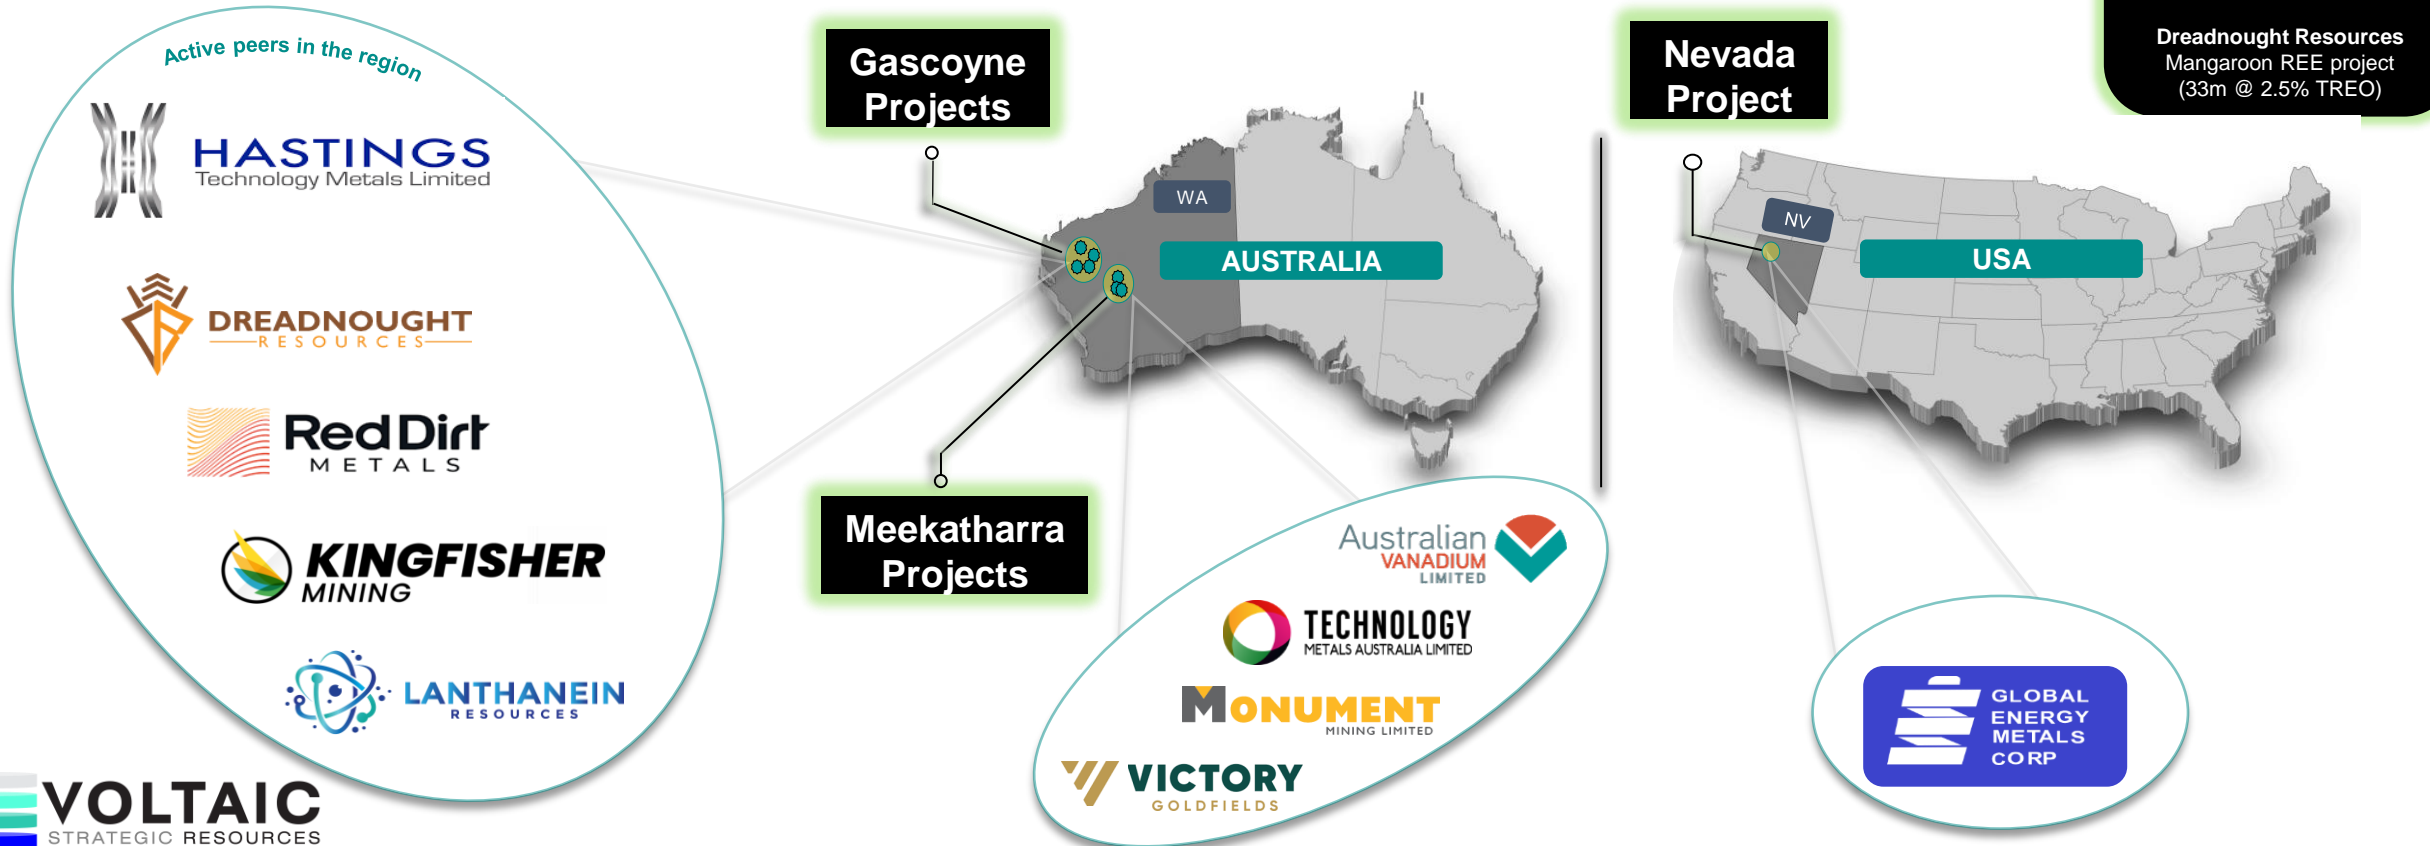 Active peers in the region
HASTINGS
Technology Metals Limited
DREADNOUGHT
RESOURCES
Red Dirt
METALS
KINGFISHER
MINING
LANTHANEIN
RESOURCES
VOLTAIC
STRATEGIC RESOURCES
Gascoyne
Projects
WA
AUSTRALIA
Meekatharra
Projects
Australian
VANADIUM
LIMITED
TECHNOLOGY
METALS AUSTRALIA LIMITED
MONUMENT
MINING LIMITED
VICTORY
GOLDFIELDS
Nevada
Project
NV
USA
Dreadnought Resources
Mangaroon REE project
(33m @ 2.5% TREO)
GLOBAL
ENERGY
METALS
CORP